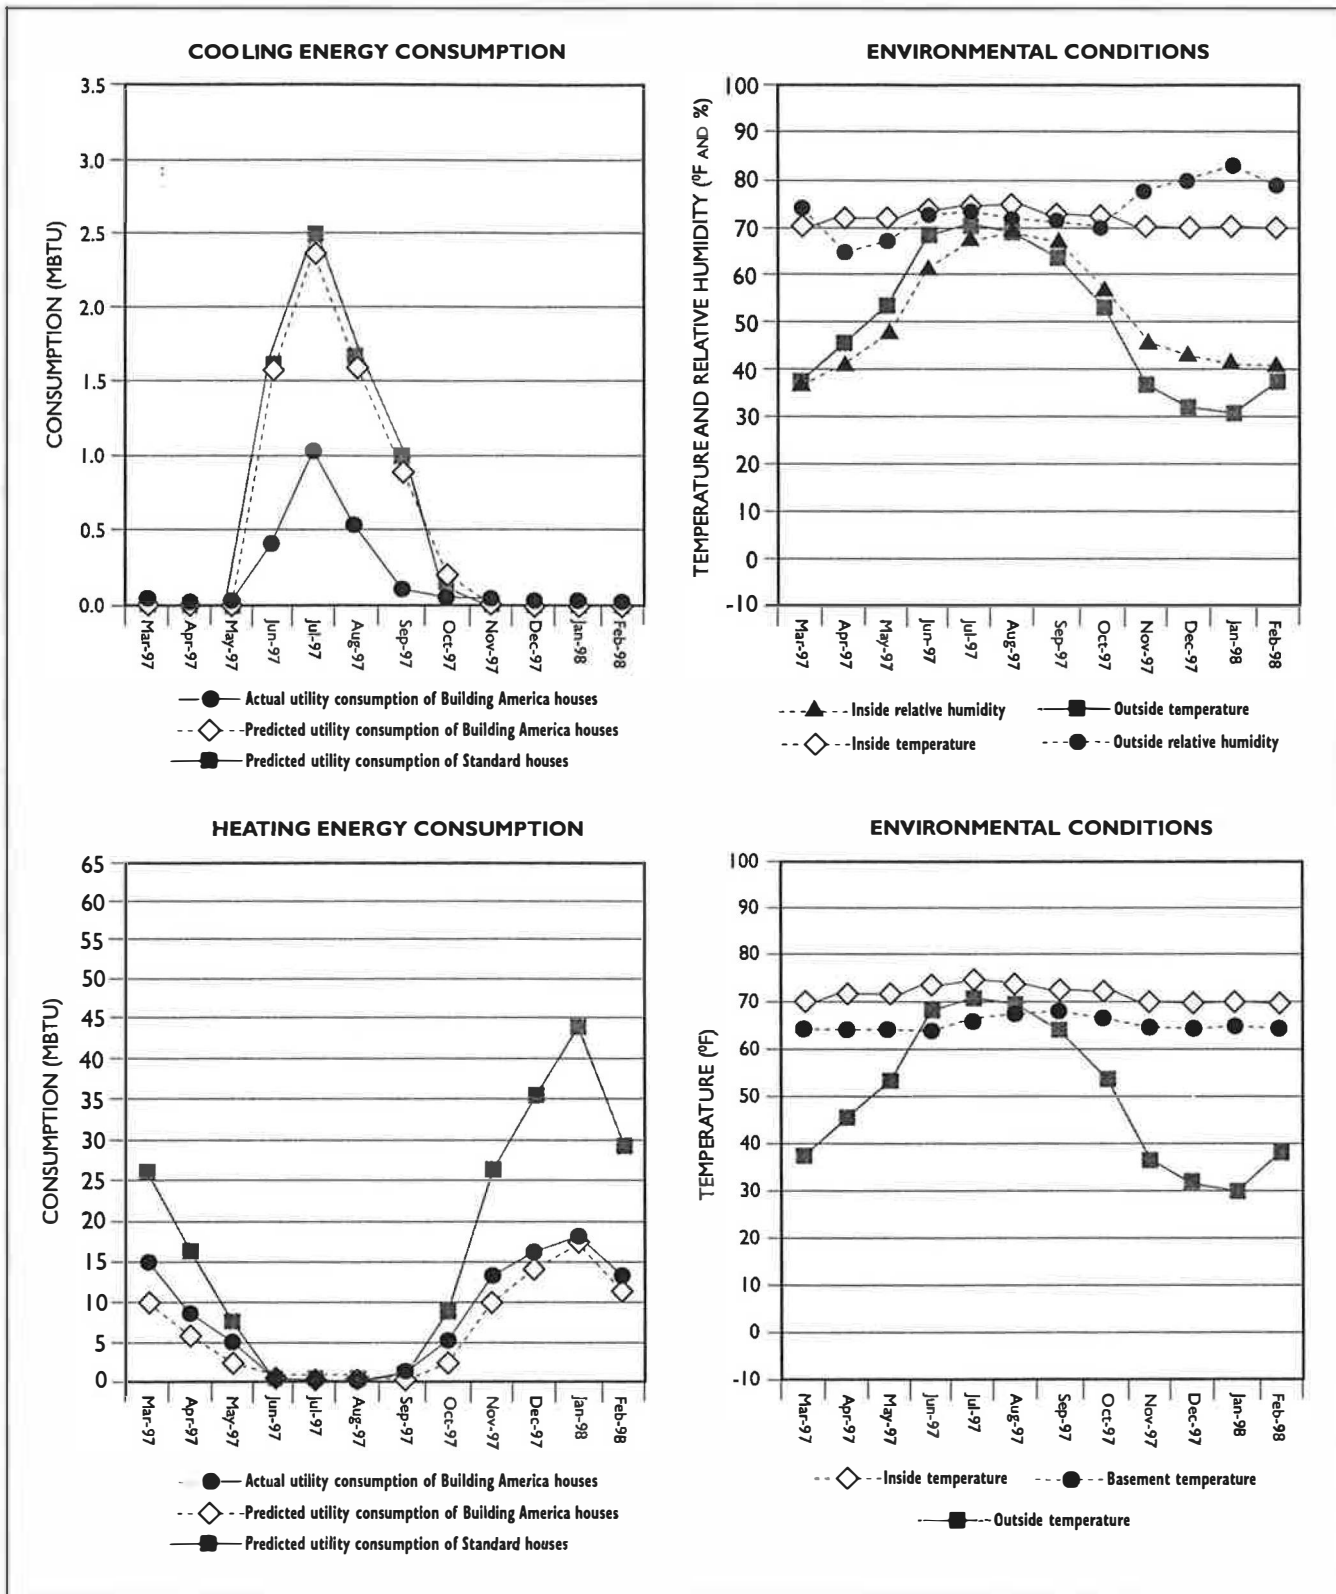 COOLING ENERGY CONSUMPTION
3.5
3.0
2.5
2.0
1.5
1.0
0.5
0.0
CONSUMPTION (MBTU)
Mar-97
Apr-97
May-97
Jun-97
Jul-97
Aug-97
Sep-97
Oct-97
Nov-97
Dec-97
Jan-98
Feb-98
Actual utility consumption of Building America houses
Predicted utility consumption of Building America houses
Predicted utility consumption of Standard houses
ENVIRONMENTAL CONDITIONS
100
90
80
70
60
50
40
30
20
10
0
-10
TEMPERATURE AND RELATIVE HUMIDITY (ºF AND %)
Mar-97
Apr-97
May-97
Jun-97
Jul-97
Aug-97
Sep-97
Oct-97
Nov-97
Dec-97
Jan-98
Feb-98
Inside relative humidity
Outside temperature
Inside temperature
Outside relative humidity
HEATING ENERGY CONSUMPTION
65
60
55
50
45
40
35
30
25
20
15
10
5
0
CONSUMPTION (MBTU)
Mar-97
Apr-97
May-97
Jun-97
Jul-97
Aug-97
Sep-97
Oct-97
Nov-97
Dec-97
Jan-98
Feb-98
Actual utility consumption of Building America houses
Predicted utility consumption of Building America houses
Predicted utility consumption of Standard houses
ENVIRONMENTAL CONDITIONS
100
90
80
70
60
50
40
30
20
10
0
-10
TEMPERATURE (ºF)
Mar-97
Apr-97
May-97
Jun-97
Jul-97
Aug-97
Sep-97
Oct-97
Nov-97
Dec-97
Jan-98
Feb-98
Inside temperature
Basement temperature
Outside temperature